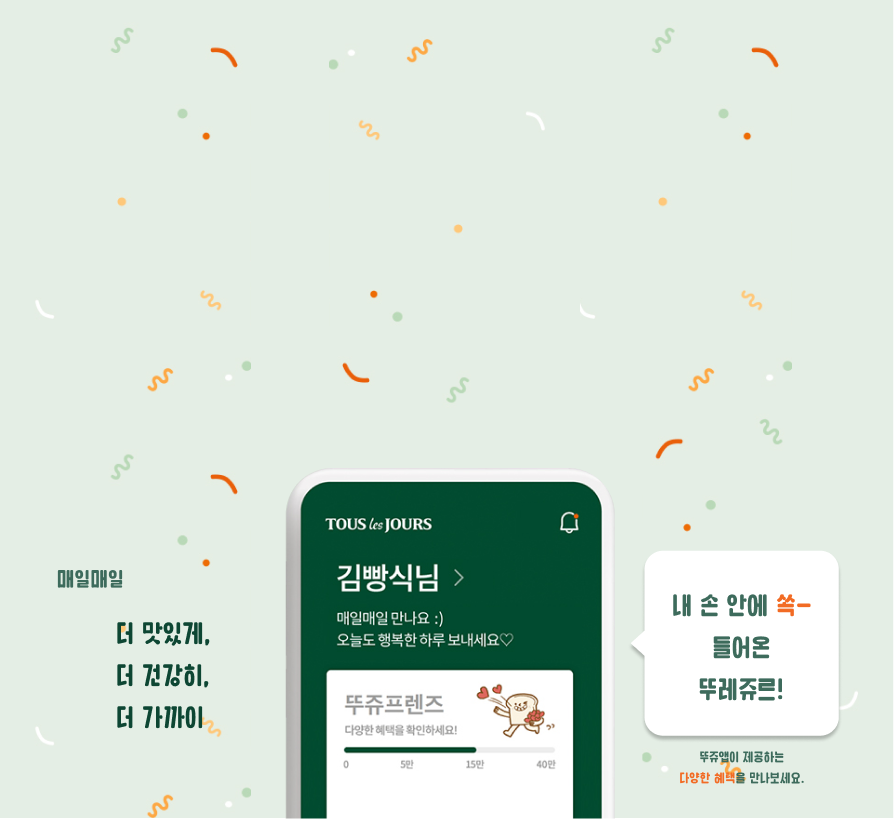 TOUS les JOURS
김빵식님
매일매일 만나요 :)
오늘도 행복한 하루 보내세요♡
뚜쥬프렌즈
다양한 혜택을 확인하세요!
0 5만 15만 40만
매일매일
더 맛있게,
더 건강히,
더 가까이
내 손 안에 쏙-
들어온
뚜레쥬르!
뚜쥬앱이 제공하는
다양한 혜택을 만나보세요.